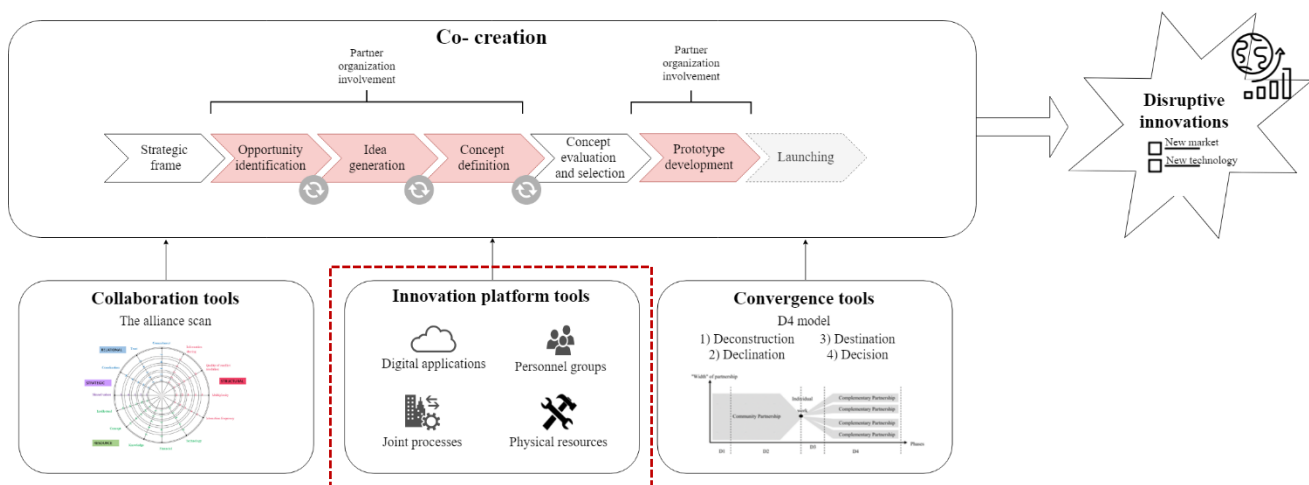 Co- creation
Partner
organization
involvement
Partner
organization
involvement
Strategic
frame
Opportunity
identification
Idea
generation
Concept
definition
Concept
evaluation
and selection
Prototype
development
Launching
Disruptive
innovations
New market
New technology
Collaboration tools
The alliance scan
RELATIONAL
STRATEGIC
Innovation platform tools
Digital applications
Personnel groups
Joint processes
Physical resources
Convergence tools
D4 model
1) Deconstruction
2) Declination
3) Destination
4) Decision
"Width" of partnership
Individual
work
Community Partnership
Complementary Partnership
Complementary Partnership
Complementary Partnership
Complementary Partnership
Phases
D1
D2
D3
D4